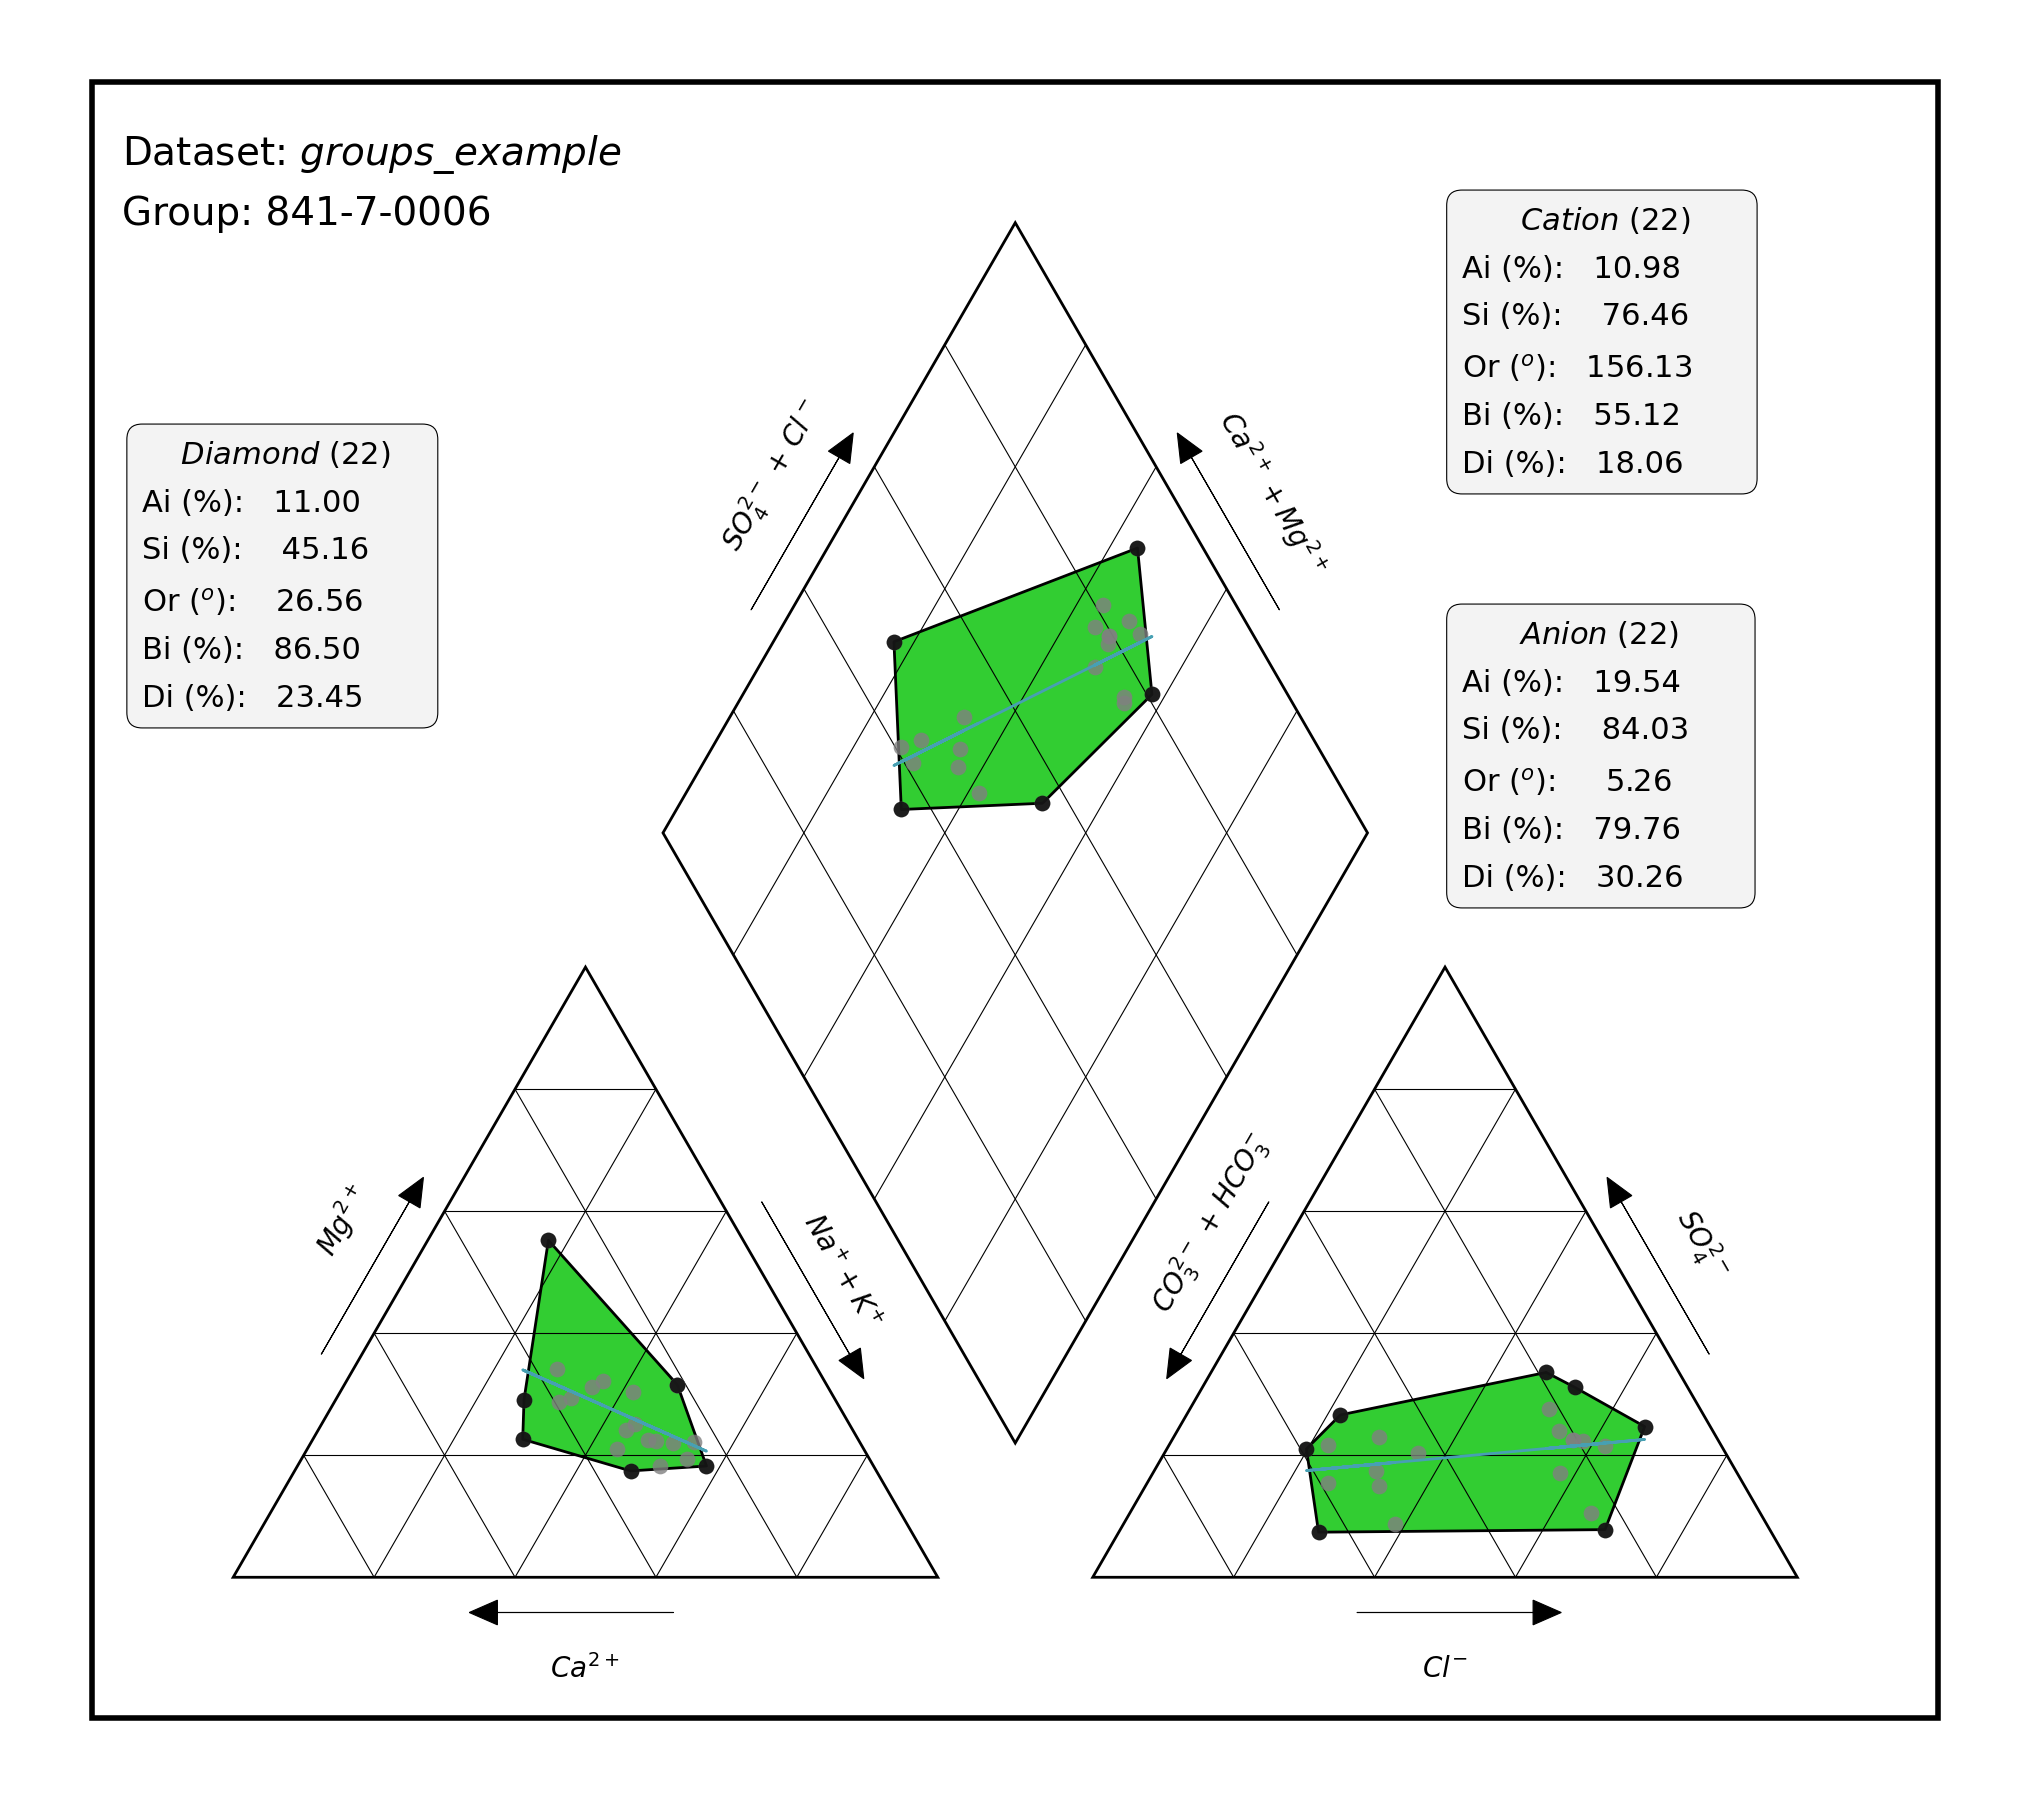 Dataset: groups_example
Group: 841-7-0006
Cation (22)
Ai (%): 10.98
Si (%): 76.46
Or (°): 156.13
Bi (%): 55.12
Di (%): 18.06
Diamond (22)
Ai (%): 11.00
Si (%): 45.16
Or (°): 26.56
Bi (%): 86.50
Di (%): 23.45
SO₄²⁻ + Cl⁻
Ca²⁺ + Mg²⁺
Anion (22)
Ai (%): 19.54
Si (%): 84.03
Or (°): 5.26
Bi (%): 79.76
Di (%): 30.26
Mg²⁺
Na⁺ + K⁺
CO₃²⁻ + HCO₃⁻
SO₄²⁻
Ca²⁺
Cl⁻